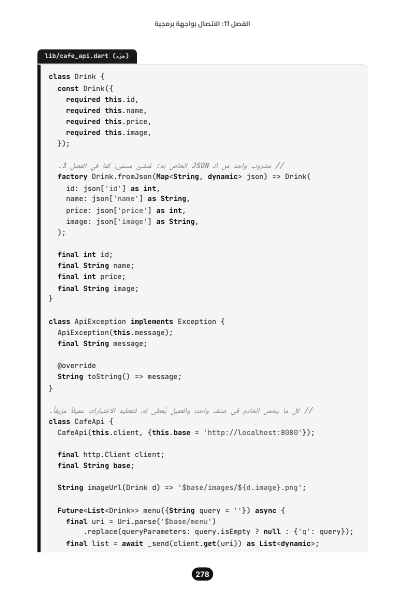 الفصل 11: الاتصال بواجهة برمجية
lib/cafe_api.dart (جزء)
class Drink {
  const Drink({
    required this.id,
    required this.name,
    required this.price,
    required this.image,
  });
// مشروب واحد من الـ JSON الخاص به: مُنشئ مسمى، كما في الفصل 3.
  factory Drink.fromJson(Map<String, dynamic> json) => Drink(
    id: json['id'] as int,
    name: json['name'] as String,
    price: json['price'] as int,
    image: json['image'] as String,
  );
  final int id;
  final String name;
  final int price;
  final String image;
}
class ApiException implements Exception {
  ApiException(this.message);
  final String message;
  @override
  String toString() => message;
}
// كل ما يخص الخادم في صنف واحد؛ والعميل يُعطى له، لتعطيه الاختبارات عميلاً مزيفاً.
class CafeApi {
  CafeApi(this.client, {this.base = 'http://localhost:8080'});
  final http.Client client;
  final String base;
  String imageUrl(Drink d) => '$base/images/${d.image}.png';
  Future<List<Drink>> menu({String query = ''}) async {
    final uri = Uri.parse('$base/menu')
        .replace(queryParameters: query.isEmpty ? null : {'q': query});
    final list = await _send(client.get(uri)) as List<dynamic>;
278